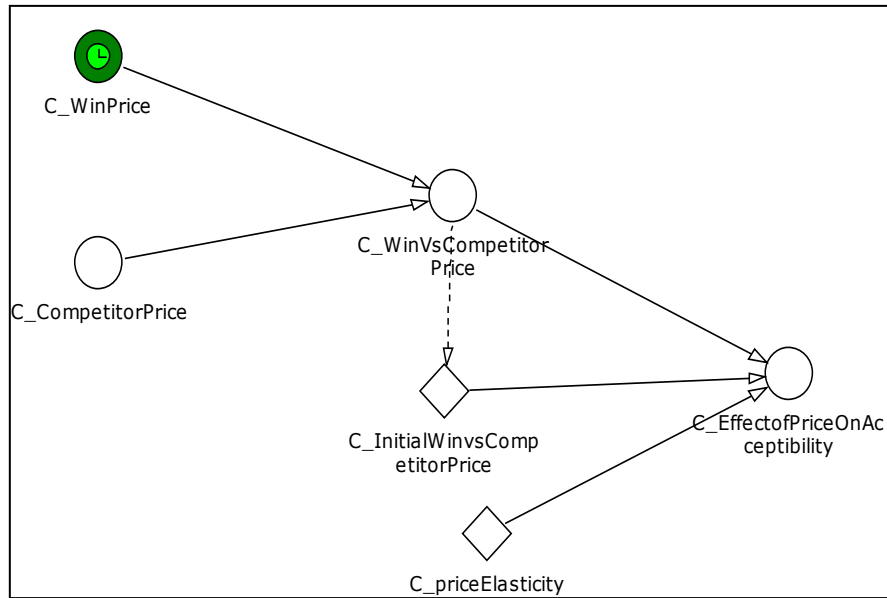 C_WinPrice
C_WinVsCompetitor
Price
C_CompetitorPrice
C_EffectofPriceOnAc
ceptibility
C_InitialWinvsComp
etitorPrice
C_priceElasticity